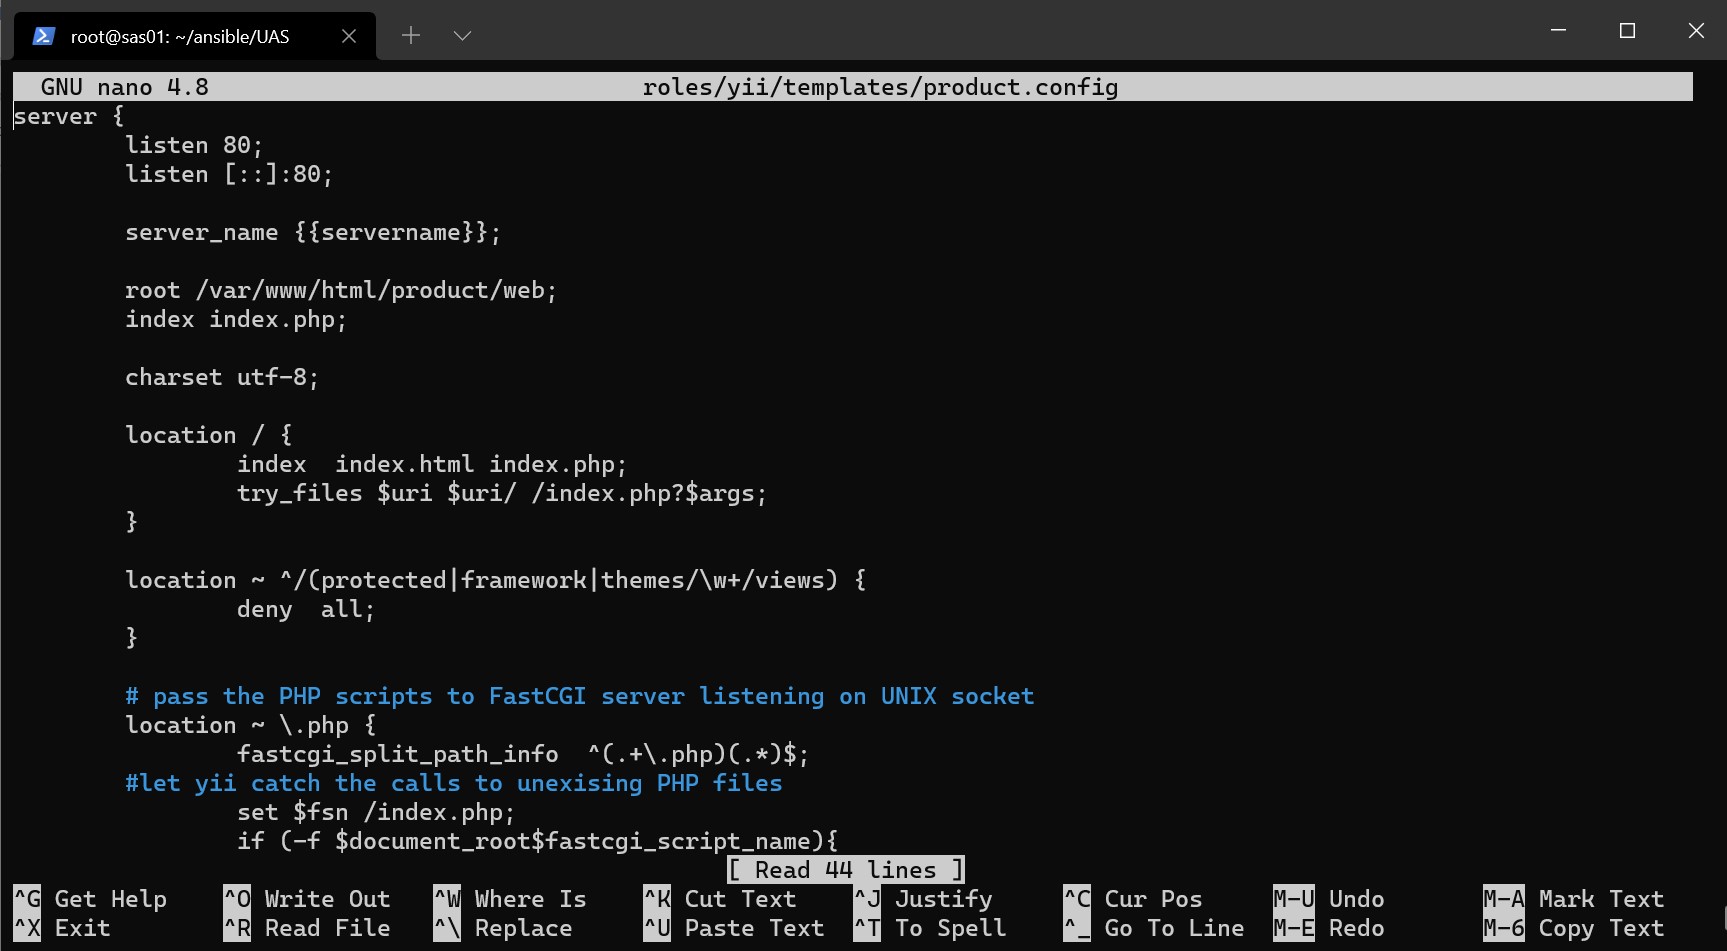 root@sas01: ~/ansible/UAS
GNU nano 4.8 roles/yii/templates/product.config
server {
        listen 80;
        listen [::]:80;

        server_name {{servername}};

        root /var/www/html/product/web;
        index index.php;

        charset utf-8;

        location / {
                index  index.html index.php;
                try_files $uri $uri/ /index.php?$args;
        }

        location ~ ^/(protected|framework|themes/\w+/views) {
                deny  all;
        }

        # pass the PHP scripts to FastCGI server listening on UNIX socket
        location ~ \.php {
                fastcgi_split_path_info  ^(.+\.php)(.*)$;
        #let yii catch the calls to unexising PHP files
                set $fsn /index.php;
                if (-f $document_root$fastcgi_script_name){
[ Read 44 lines ]
^G Get Help ^O Write Out ^W Where Is ^K Cut Text ^J Justify ^C Cur Pos M-U Undo M-A Mark Text
^X Exit ^R Read File ^\ Replace ^U Paste Text ^T To Spell ^_ Go To Line M-E Redo M-6 Copy Text